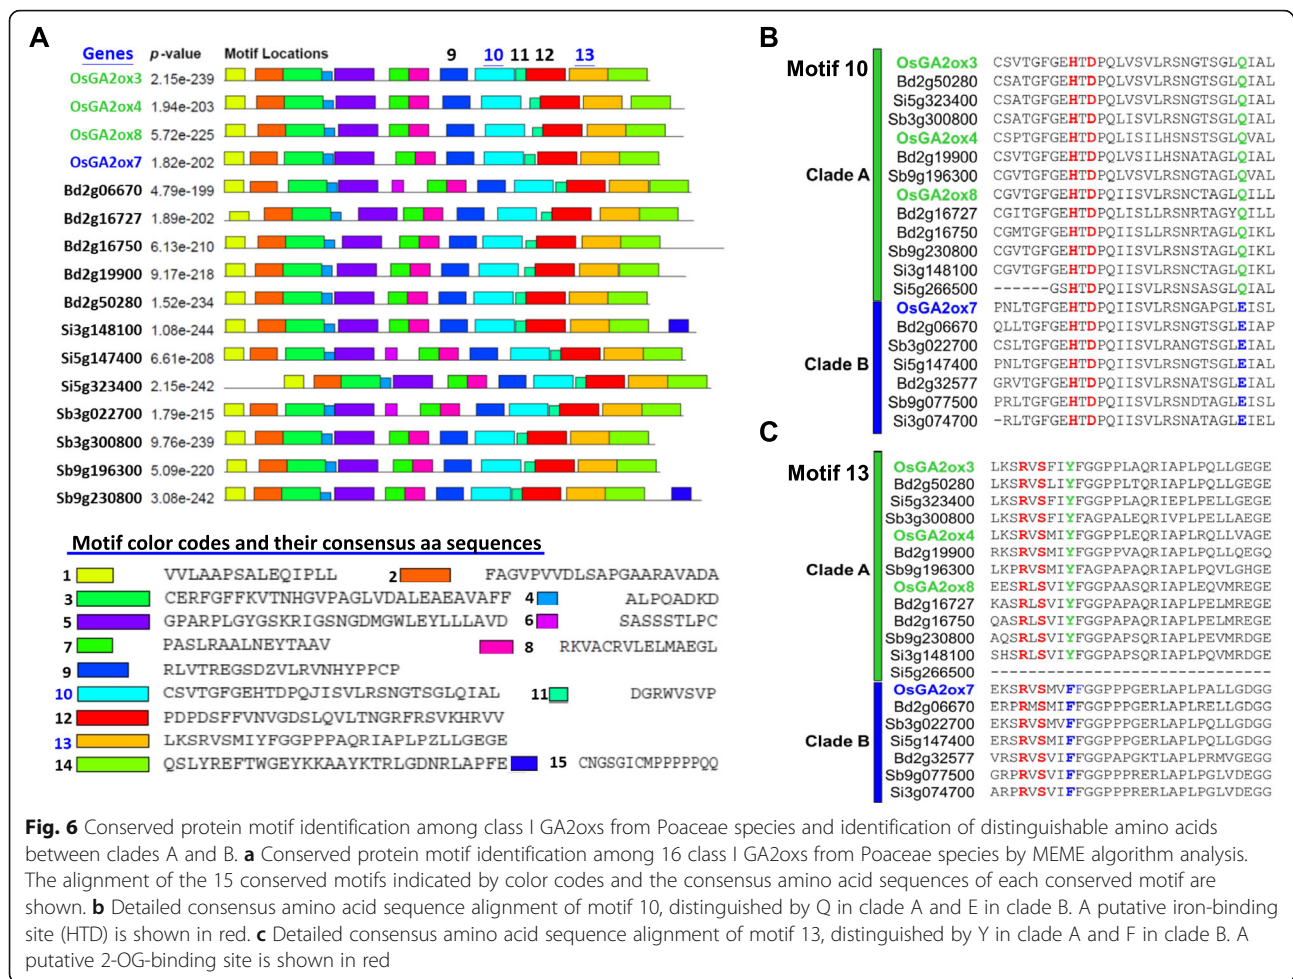 A
Genes p-value Motif Locations 9 10 11 12 13
OsGA2ox3 2.15e-239
OsGA2ox4 1.94e-203
OsGA2ox8 5.72e-225
OsGA2ox7 1.82e-202
Bd2g06670 4.79e-199
Bd2g16727 1.89e-202
Bd2g16750 6.13e-210
Bd2g19900 9.17e-218
Bd2g50280 1.52e-234
Si3g148100 1.08e-244
Si5g147400 6.61e-208
Si5g323400 2.15e-242
Sb3g022700 1.79e-215
Sb3g300800 9.76e-239
Sb9g196300 5.09e-220
Sb9g230800 3.08e-242
Motif color codes and their consensus aa sequences
1 VVLAAPSALEQIPLL 2 FAGVPVVDLSAPGAARAVADA
3 CERFGFFKVTNHGVPAGLVDALEAEAVAFF 4 ALPQADKD
5 GPARPLGYGSKRIGSNGDMGWLEYLLLAVD 6 SASSSTLPC
7 PASLRAALNEYTAAV 8 RKVACRVLELMAEGL
9 RLVTREGSDZVLRVNHYPPCP
10 CSVTGFGEHTDPQJISVLRSNGTSGLQIAL 11 DGRWVSVP
12 PDPDSFFVNVGDSLQVLTNGRFRSVKHRVV
13 LKSRVSMIYFGGPPPAQRIAPLPZLLGEGE
14 QSLYREFTWGEYKKAAYKTRLGDNRLAPFE 15 CNGSGICMPPPPPQQ
B
Motif 10
Clade A
OsGA2ox3 CSVTGFGEHTDPQLVSVLRSNGTSGLQIAL
Bd2g50280 CSATGFGEHTDPQLVSVLRSNGTSGLQIAL
Si5g323400 CSATGFGEHTDPQLVSVLRSNGTSGLQIAL
Sb3g300800 CSATGFGEHTDPQLVSVLRSNGTSGLQIAL
OsGA2ox4 CSPTGFGEHTDPQLISILHSNSTSGLQVAL
Bd2g19900 CSVTGFGEHTDPQLVSILHSNATAGLQIAL
Sb9g196300 CSVTGFGEHTDPQLISVLHSNGTSGLQVAL
OsGA2ox8 CGVTGFGEHTDPQIISVLRSNCTAGLQILL
Bd2g16727 CGITGFGEHTDPQLISLLRSNRTAGYQILL
Bd2g16750 CGMTGFGEHTDPQLISLLRSNRTAGLQIKL
Sb9g230800 CGVTGFGEHTDPQIISVLRSNCTAGLQIKL
Si3g148100 CGVTGFGEHTDPQIISVLRSNCTAGLQIKL
Si5g266500 ------GSHTDPQIISVLRSNSASGLQIAL
Clade B
OsGA2ox7 PNLTGFGEHTDPQIISVLRSNGAPGLEISL
Bd2g06670 QLLTGFGEHTDPQIISVLRSNGTSGLEIAP
Sb3g022700 CSLTGFGEHTDPQIISVLRSNGTSGLEIAL
Si5g147400 PNLTGFGEHTDPQIISVLRSNGTSGLEIAL
Bd2g32577 GRVTGFGEHTDPQIISVLRSNATSGLEIAL
Sb9g077500 PRLTGFGEHTDPQIISVLRSNDTAGLEISL
Si3g074700 -RLTGFGEHTDPQIISVLRSNATAGLEIEL
C
Motif 13
Clade A
OsGA2ox3 LKSRVSFIYFGGPPLAQRIAPLPQLLGEGE
Bd2g50280 LKSRVSLIYFGGPPLTQRIAPLPQLLGEGE
Si5g323400 LKSRVSFIYFGGPPLAQRIEPLPELLGEGE
Sb3g300800 LKSRVSFIYFAGPALEQRIVPLPELLAEGE
OsGA2ox4 LKSRVSFIYFGGPPLAQRIAPLPQLLVAGE
Bd2g19900 RKSRVSMIYFGGPPVAQRIAPLPQLLQEGQ
Sb9g196300 LKPRVSFIYFGGPAPAQRIAPLPQVLGHGE
OsGA2ox8 EESRLSVIYFGGPAASQRIAPLEQVMREGE
Bd2g16727 KASRLSVIYFGGPAPAQRIAPLPELMREGE
Bd2g16750 QASRLSVIYFGGPAPAQRIAPLPELMREGE
Sb9g230800 AQSRLSVIYFGGPAPSQRIAPLPEVMRDGE
Si3g148100 SHSRLSVIYFGGPAPAQRIAPLPEVMRDGE
Si5g266500 ------------------------------
Clade B
OsGA2ox7 EKSRVSMVFFGGPPPGERLAPLPALLGDGG
Bd2g06670 ERPRMSMIFFGGPPPGERLAPLRELLGDGG
Sb3g022700 EKSRVSMVFFGGPPPGERLAPLPALLGDGG
Si5g147400 ERSRVSMIFFGGPPPGERLAPLPQLLGDGG
Bd2g32577 VRSRVSVIFFGGPAPGKTLAPLPRMVGEGG
Sb9g077500 GRPRVSVIFFGGPPPRERLAPLPGLVDEGG
Si3g074700 ARPRVSVIFFGGPPPRERLAPLPGLVDEGG
Fig. 6 Conserved protein motif identification among class I GA2oxs from Poaceae species and identification of distinguishable amino acids
between clades A and B. a Conserved protein motif identification among 16 class I GA2oxs from Poaceae species by MEME algorithm analysis.
The alignment of the 15 conserved motifs indicated by color codes and the consensus amino acid sequences of each conserved motif are
shown. b Detailed consensus amino acid sequence alignment of motif 10, distinguished by Q in clade A and E in clade B. A putative iron-binding
site (HTD) is shown in red. c Detailed consensus amino acid sequence alignment of motif 13, distinguished by Y in clade A and F in clade B. A
putative 2-OG-binding site is shown in red